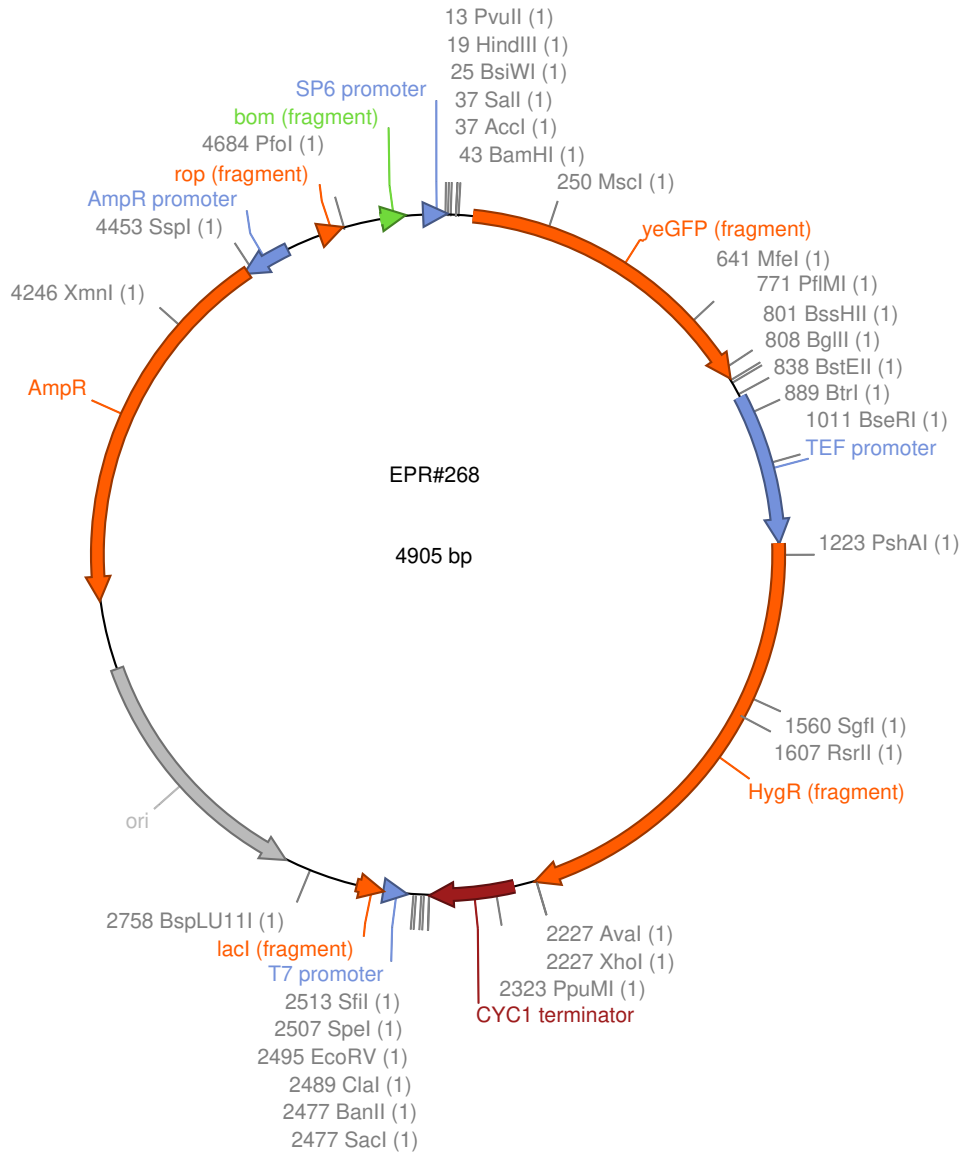 13 PvuII (1)
19 HindIII (1)
25 BsiWI (1)
37 SalI (1)
37 AccI (1)
43 BamHI (1)
250 MscI (1)
yeGFP (fragment)
641 MfeI (1)
771 PflMI (1)
801 BssHII (1)
808 BglII (1)
838 BstEII (1)
889 BtrI (1)
1011 BseRI (1)
TEF promoter
1223 PshAI (1)
1560 SgfI (1)
1607 RsrII (1)
HygR (fragment)
2227 AvaI (1)
2227 XhoI (1)
2323 PpuMI (1)
CYC1 terminator
2477 SacI (1)
2477 BanII (1)
2489 ClaI (1)
2495 EcoRV (1)
2507 SpeI (1)
2513 SfiI (1)
T7 promoter
lacI (fragment)
2758 BspLU11I (1)
ori
AmpR
4246 XmnI (1)
4453 SspI (1)
AmpR promoter
rop (fragment)
4684 PfoI (1)
bom (fragment)
SP6 promoter
EPR#268
4905 bp